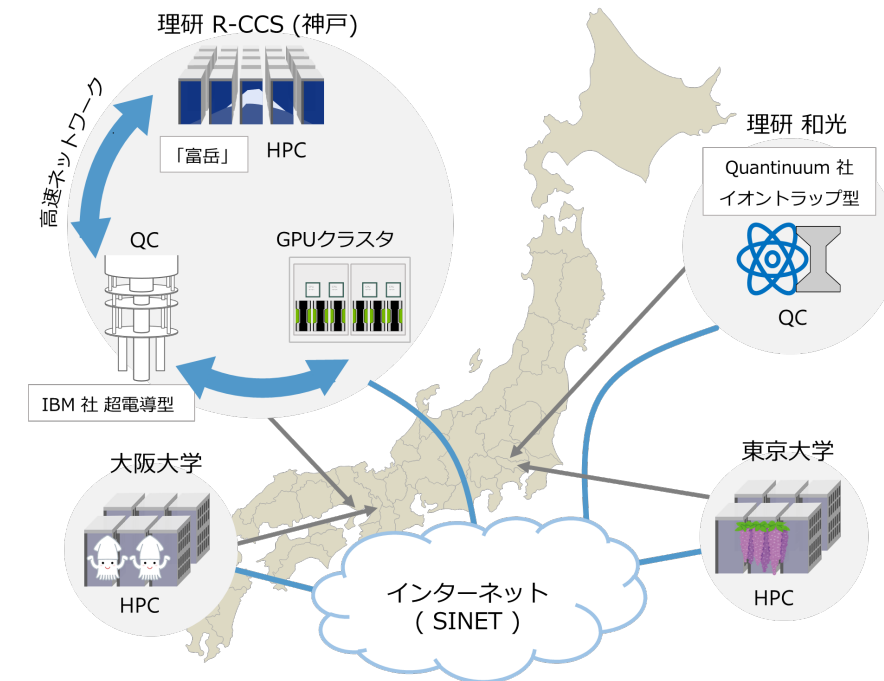 理研 R-CCS (神戸)
高速ネットワーク
「富岳」
HPC
QC
GPUクラスタ
IBM 社 超電導型
理研 和光
Quantinuum 社
イオントラップ型
QC
大阪大学
HPC
東京大学
HPC
インターネット
( SINET )